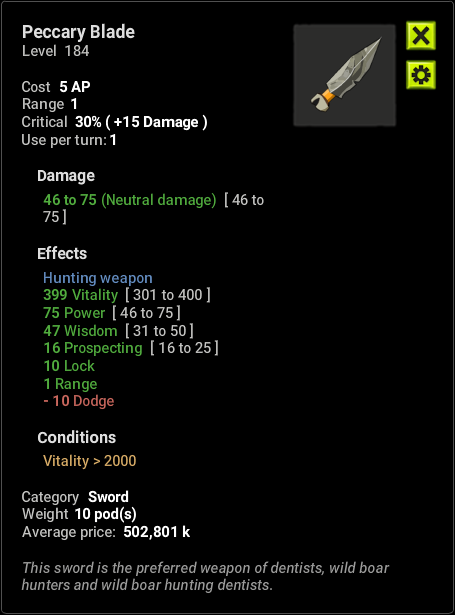 Peccary Blade
Level 184
Cost 5 AP
Range 1
Critical 30% ( +15 Damage )
Use per turn: 1
Damage
46 to 75 (Neutral damage) [ 46 to
75 ]
Effects
Hunting weapon
399 Vitality [ 301 to 400 ]
75 Power [ 46 to 75 ]
47 Wisdom [ 31 to 50 ]
16 Prospecting [ 16 to 25 ]
10 Lock
1 Range
- 10 Dodge
Conditions
Vitality > 2000
Category Sword
Weight 10 pod(s)
Average price: 502,801 k
This sword is the preferred weapon of dentists, wild boar
hunters and wild boar hunting dentists.